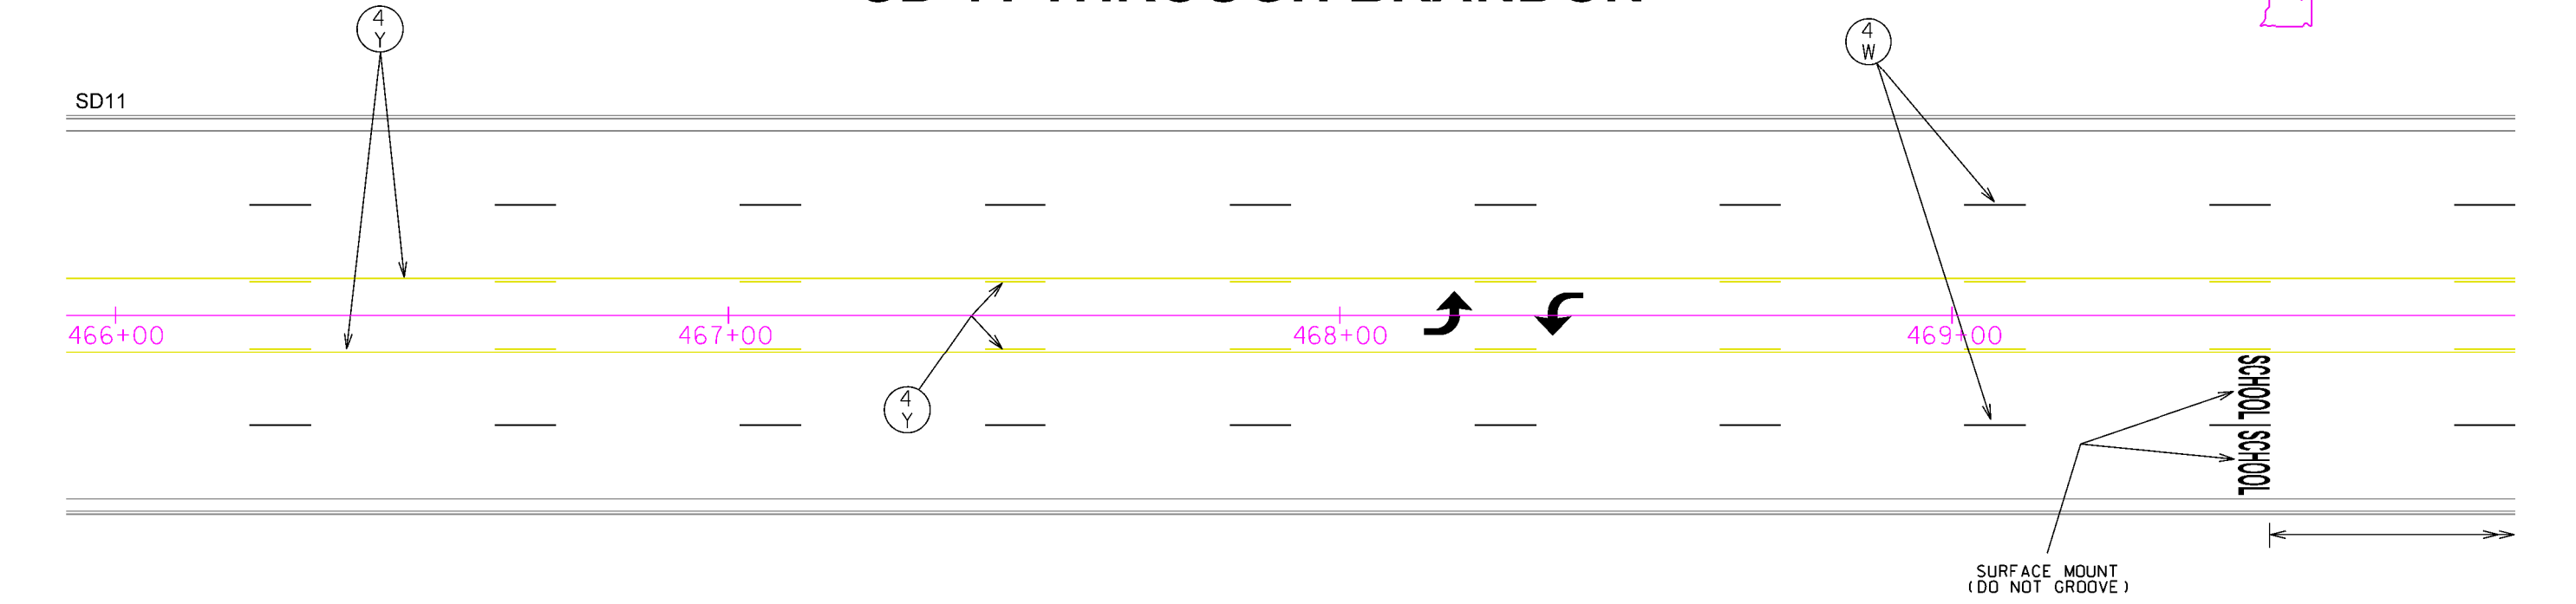 4
Y
4
W
SD11
466+00
467+00
468+00
469+00
4
Y
SCHOOL
SCHOOL
SURFACE MOUNT
(DO NOT GROOVE)